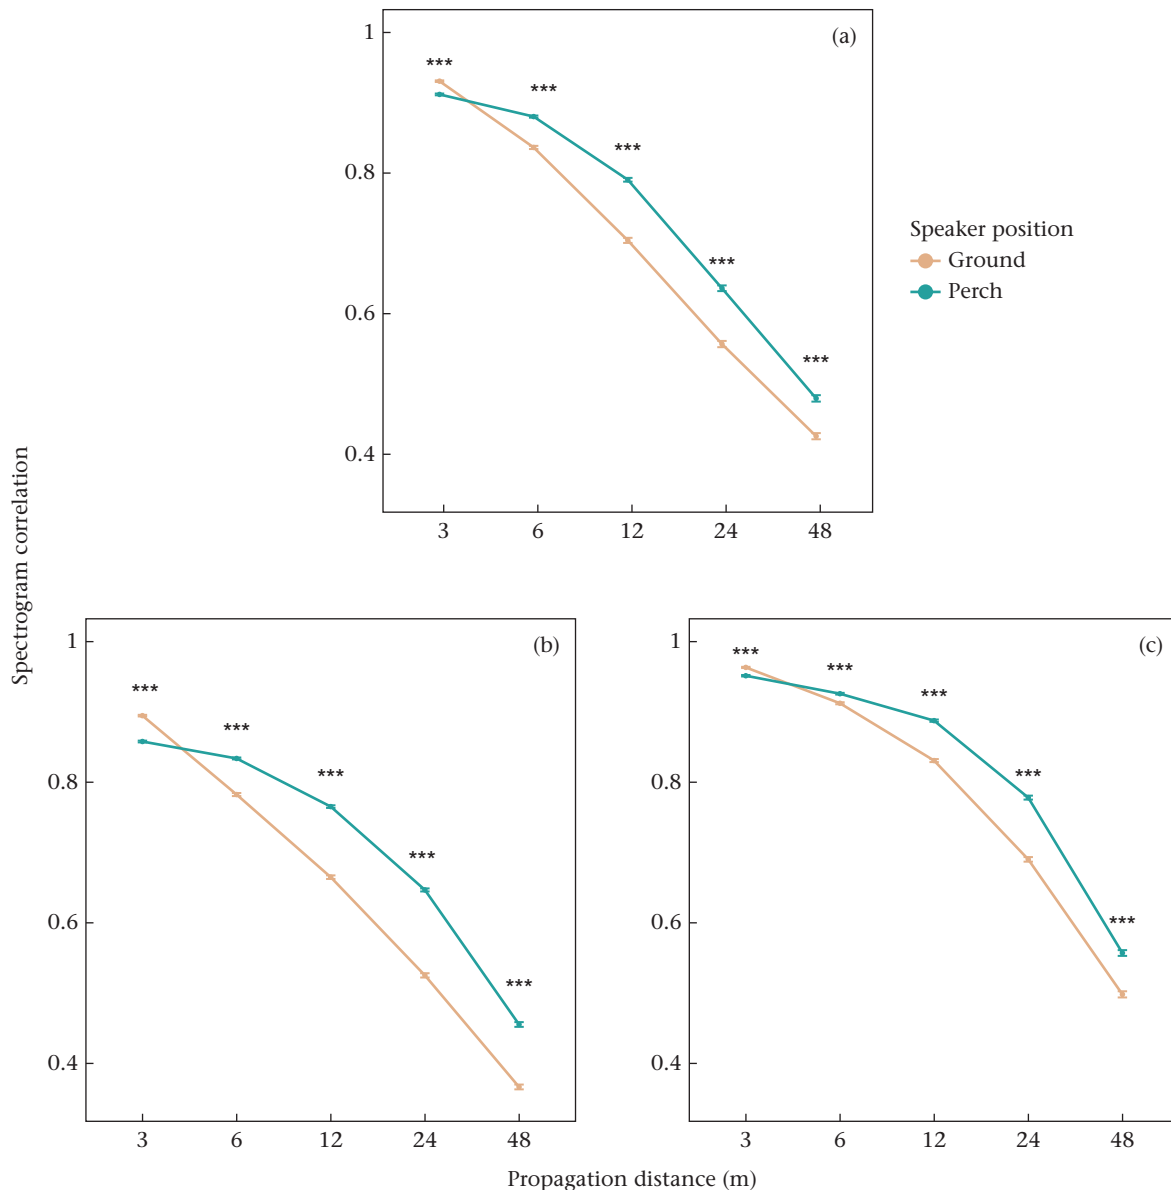 (a)
1
0.8
0.6
0.4
***
***
***
***
***
3 6 12 24 48
Speaker position
Ground
Perch
Spectrogram correlation
(b)
1
0.8
0.6
0.4
***
***
***
***
***
3 6 12 24 48
(c)
1
0.8
0.6
0.4
***
***
***
***
***
3 6 12 24 48
Propagation distance (m)